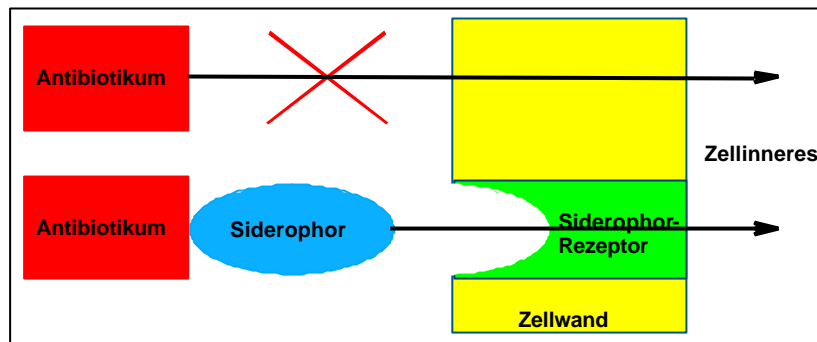 Antibiotikum
Zellinneres
Antibiotikum
Siderophor
Siderophor-
Rezeptor
Zellwand